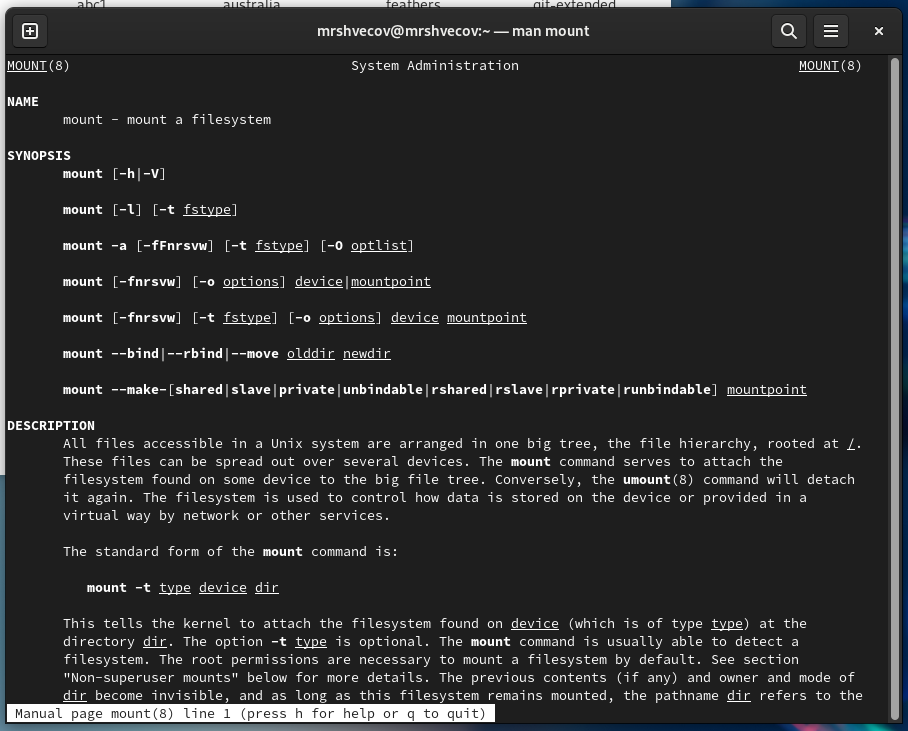 abc1 australia feathers git-extended
mrshvecov@mrshvecov:~ — man mount
MOUNT(8) System Administration MOUNT(8)
NAME
mount - mount a filesystem
SYNOPSIS
mount [-h|-V]
mount [-l] [-t fstype]
mount -a [-fFnrsvw] [-t fstype] [-O optlist]
mount [-fnrsvw] [-o options] device|mountpoint
mount [-fnrsvw] [-t fstype] [-o options] device mountpoint
mount --bind|--rbind|--move olddir newdir
mount --make-[shared|slave|private|unbindable|rshared|rslave|rprivate|runbindable] mountpoint
DESCRIPTION
All files accessible in a Unix system are arranged in one big tree, the file hierarchy, rooted at /.
These files can be spread out over several devices. The mount command serves to attach the
filesystem found on some device to the big file tree. Conversely, the umount(8) command will detach
it again. The filesystem is used to control how data is stored on the device or provided in a
virtual way by network or other services.
The standard form of the mount command is:
mount -t type device dir
This tells the kernel to attach the filesystem found on device (which is of type type) at the
directory dir. The option -t type is optional. The mount command is usually able to detect a
filesystem. The root permissions are necessary to mount a filesystem by default. See section
"Non-superuser mounts" below for more details. The previous contents (if any) and owner and mode of
dir become invisible, and as long as this filesystem remains mounted, the pathname dir refers to the
Manual page mount(8) line 1 (press h for help or q to quit)